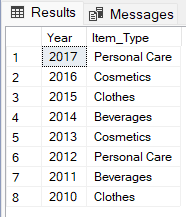 Results Messages
Year Item_Type
1 2017 Personal Care
2 2016 Cosmetics
3 2015 Clothes
4 2014 Beverages
5 2013 Cosmetics
6 2012 Personal Care
7 2011 Beverages
8 2010 Clothes